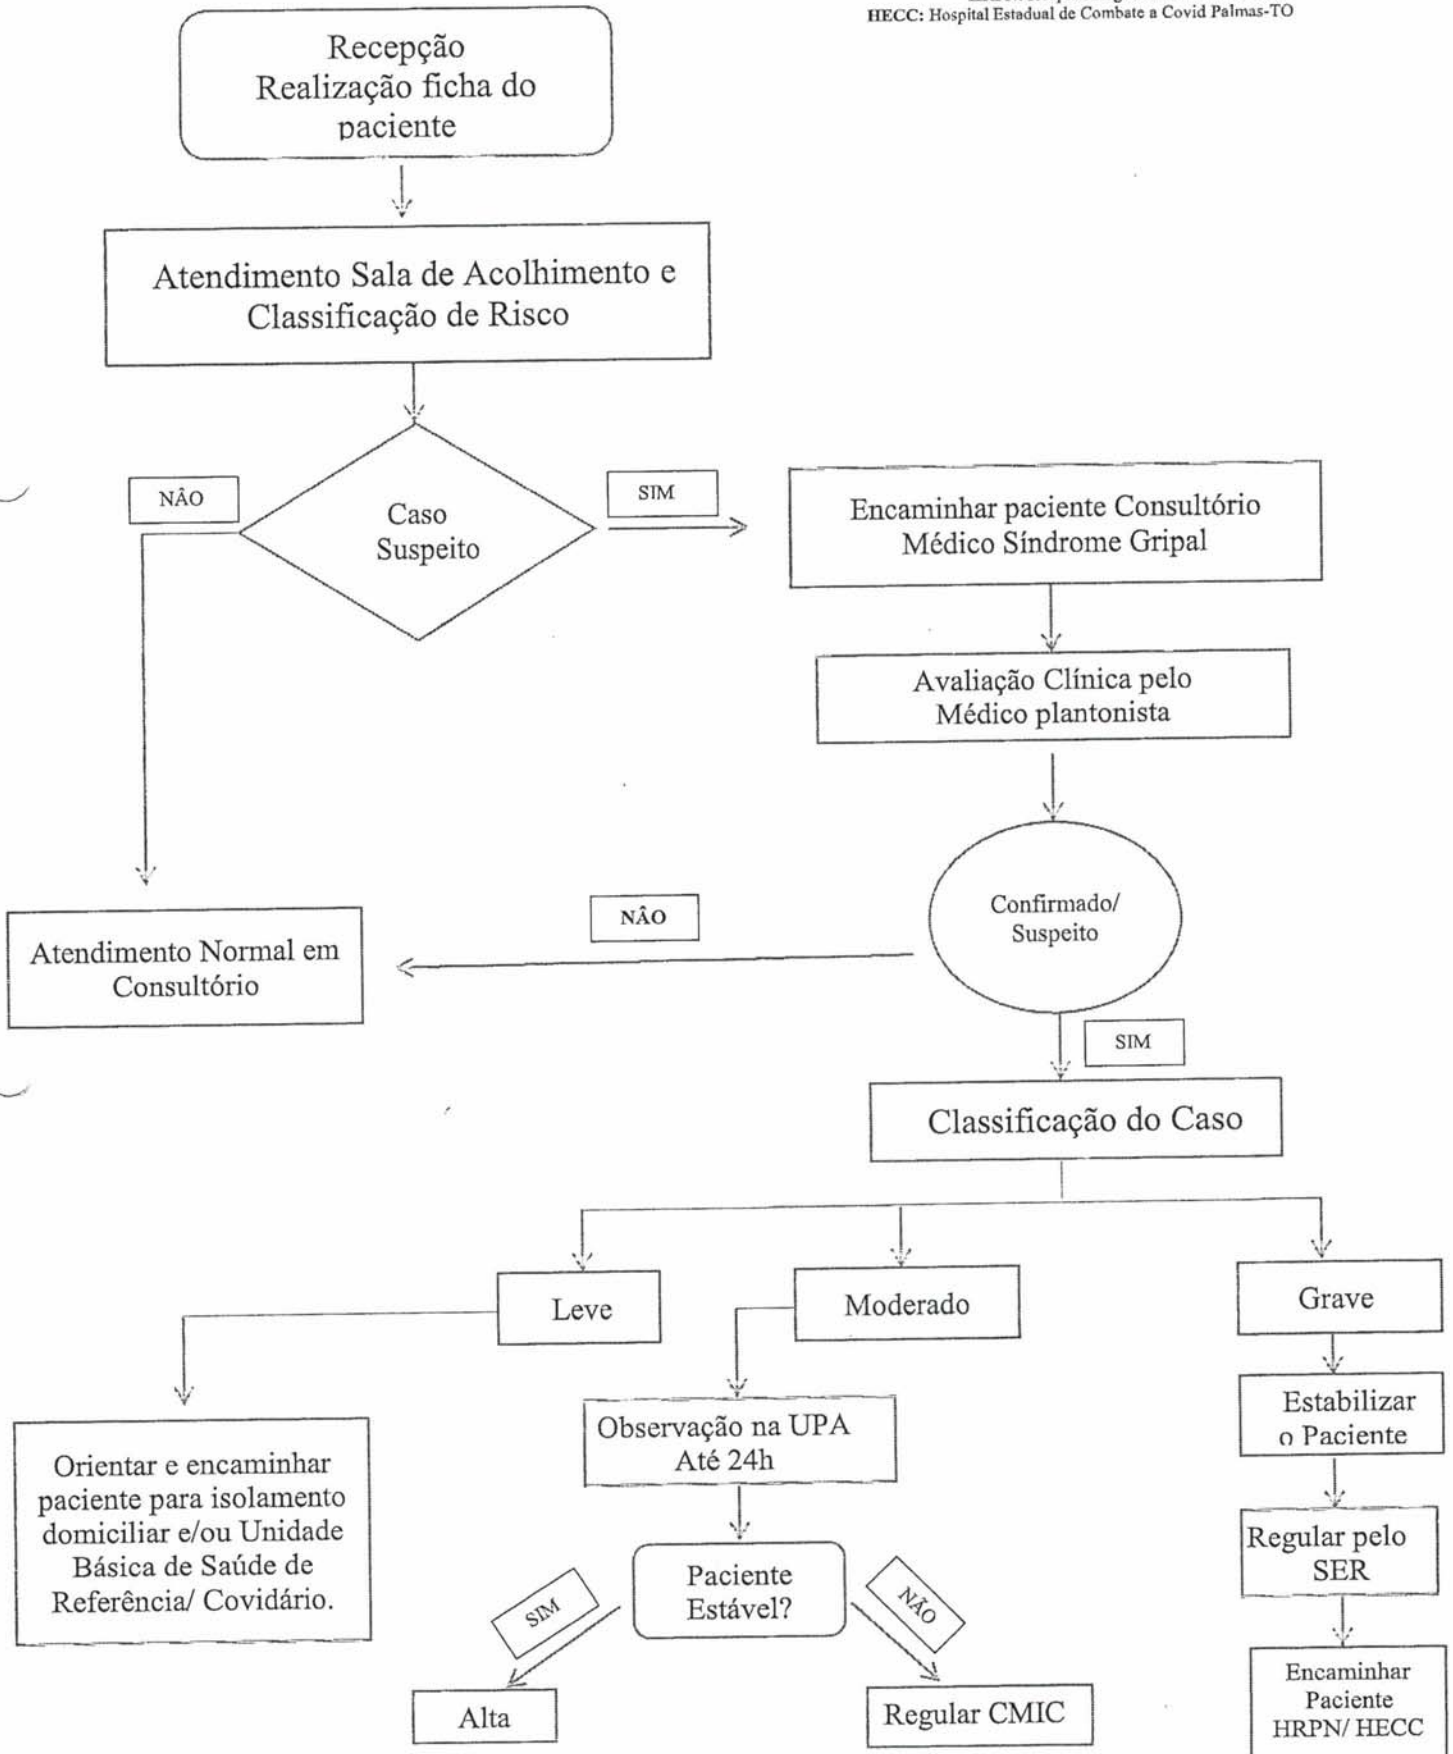 HECC: Hospital Estadual de Combate a Covid Palmas-TO
Recepção
Realização ficha do
paciente
Atendimento Sala de Acolhimento e
Classificação de Risco
NÂO
Caso
Suspeito
SIM
Encaminhar paciente Consultório
Médico Síndrome Gripal
Avaliação Clínica pelo
Médico plantonista
Confirmado/
Suspeito
NÂO
Atendimento Normal em
Consultório
SIM
Classificação do Caso
Leve
Moderado
Grave
Orientar e encaminhar
paciente para isolamento
domiciliar e/ou Unidade
Básica de Saúde de
Referência/ Covidário.
Observação na UPA
Até 24h
Paciente
Estável?
SIM
NÃO
Alta
Regular CMIC
Estabilizar
o Paciente
Regular pelo
SER
Encaminhar
Paciente
HRPN/ HECC